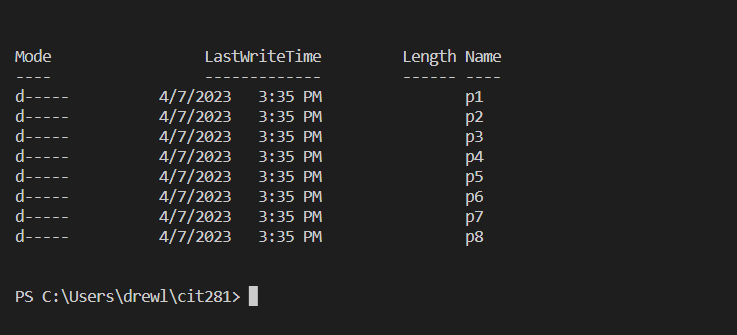 Mode LastWriteTime Length Name
---- ------------- ------ ----
d----- 4/7/2023 3:35 PM p1
d----- 4/7/2023 3:35 PM p2
d----- 4/7/2023 3:35 PM p3
d----- 4/7/2023 3:35 PM p4
d----- 4/7/2023 3:35 PM p5
d----- 4/7/2023 3:35 PM p6
d----- 4/7/2023 3:35 PM p7
d----- 4/7/2023 3:35 PM p8
PS C:\Users\drewl\cit281>